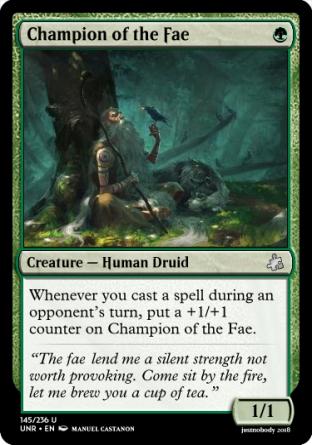 Champion of the Fae
Creature — Human Druid
Whenever you cast a spell during an
opponent's turn, put a +1/+1
counter on Champion of the Fae.
"The fae lend me a silent strength not
worth provoking. Come sit by the fire,
let me brew you a cup of tea."
1/1
145/236 U
UNR • EN MANUEL CASTANON
justnobody 2018